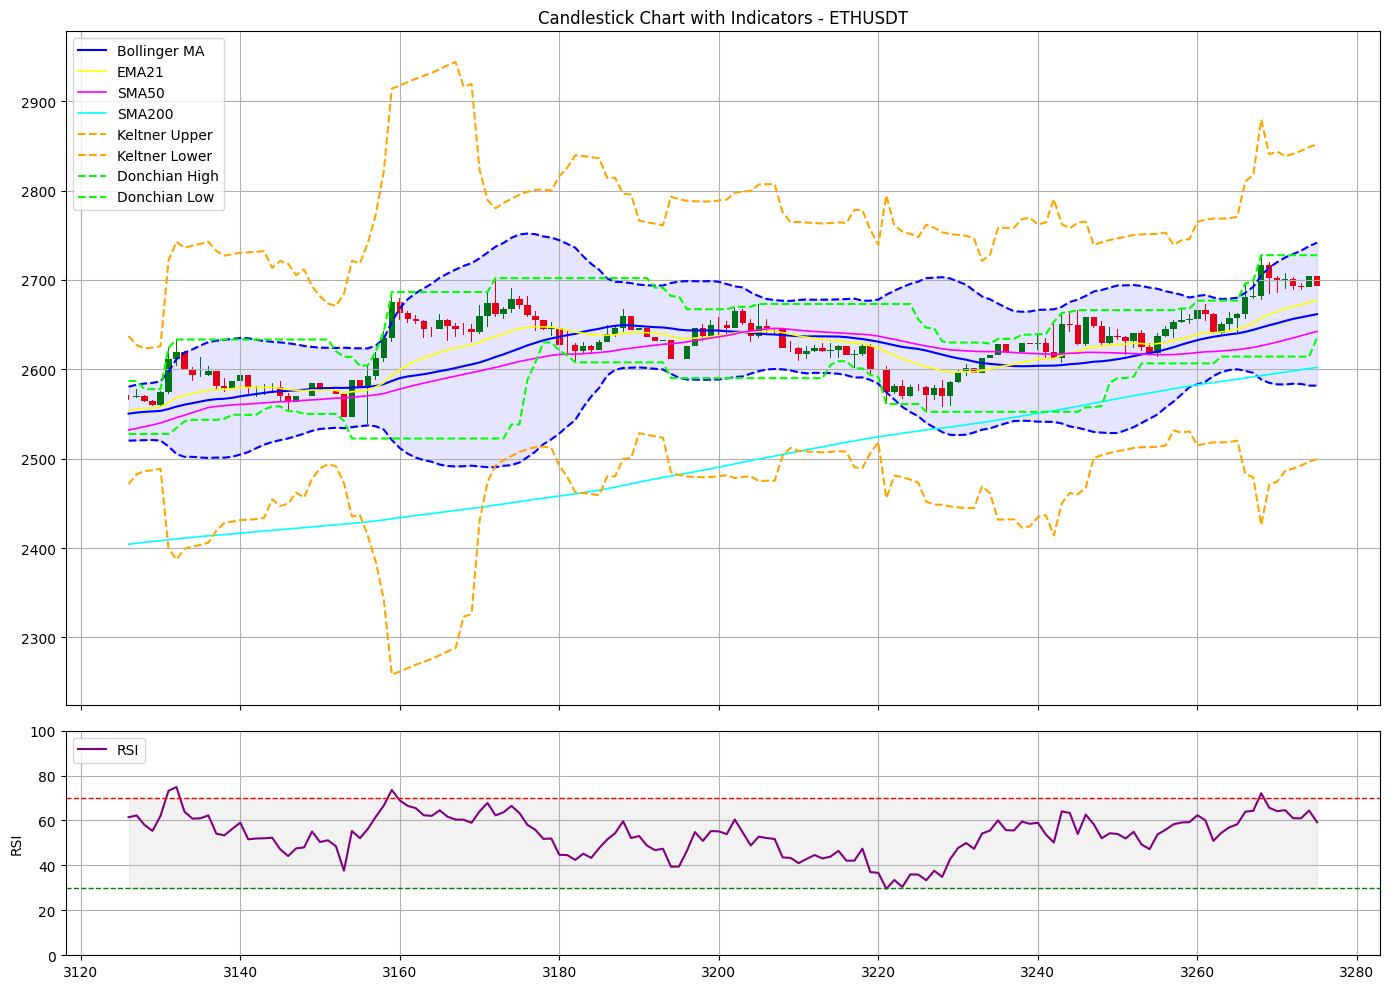 Candlestick Chart with Indicators - ETHUSDT
Bollinger MA
EMA21
SMA50
SMA200
Keltner Upper
Keltner Lower
Donchian High
Donchian Low
2900
2800
2700
2600
2500
2400
2300
RSI
100
80
60
40
20
0
RSI
3120 3140 3160 3180 3200 3220 3240 3260 3280